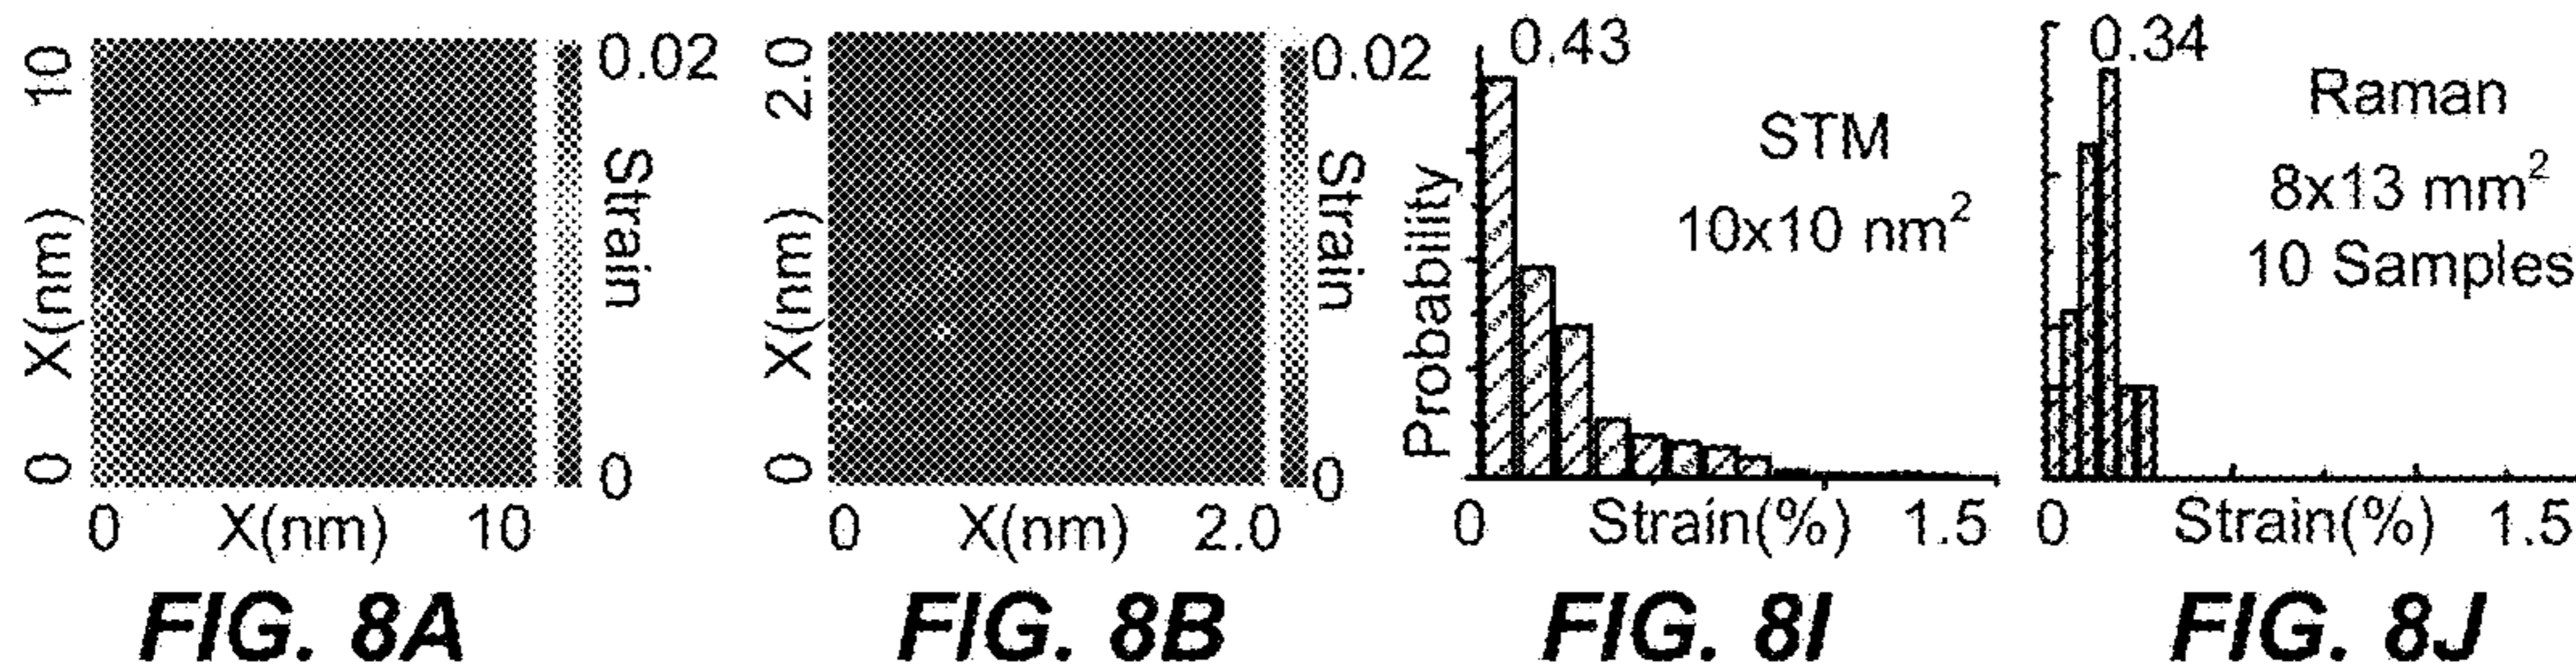 10
X(nm)
0
0.02
Strain
0
0
X(nm)
10
FIG. 8A
2.0
X(nm)
0
0.02
Strain
0
0
X(nm)
2.0
FIG. 8B
0.43
STM
10x10 nm²
Probability
0
Strain(%)
1.5
FIG. 8I
0.34
Raman
8x13 mm²
10 Samples
0
Strain(%)
1.5
FIG. 8J